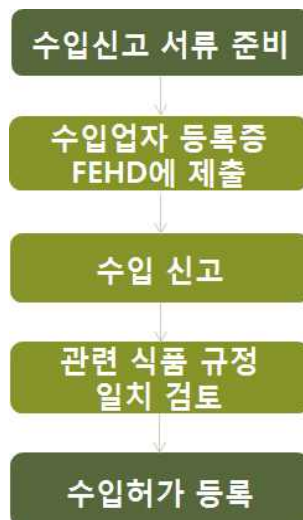 수입신고 서류 준비
수입업자 등록증
FEHD에 제출
수입 신고
관련 식품 규정
일치 검토
수입허가 등록